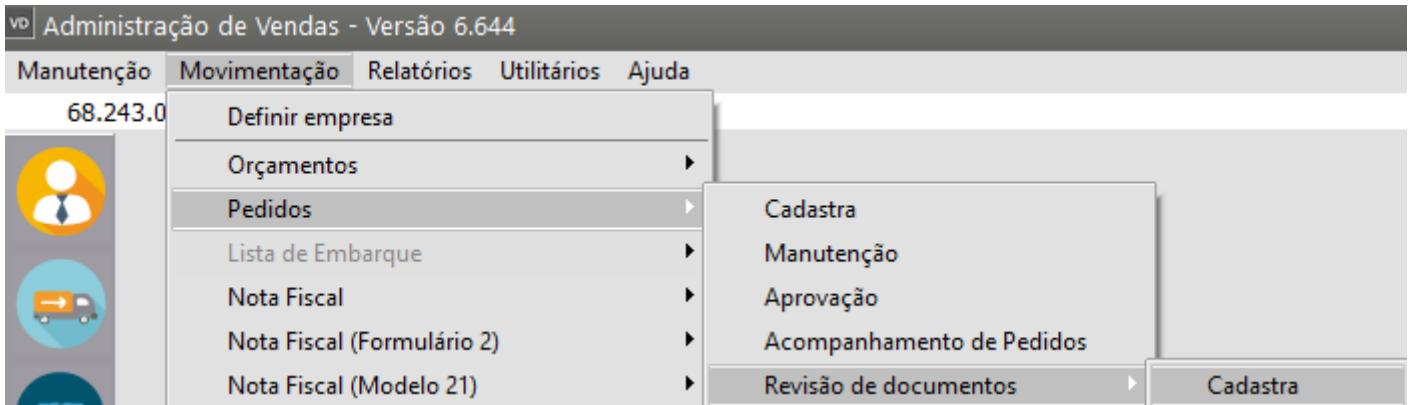 VD Administração de Vendas - Versão 6.644
Manutenção Movimentação Relatórios Utilitários Ajuda
68.243.0
Definir empresa
Orçamentos
Pedidos
Cadastra
Lista de Embarque
Manutenção
Nota Fiscal
Aprovação
Nota Fiscal (Formulário 2)
Acompanhamento de Pedidos
Nota Fiscal (Modelo 21)
Revisão de documentos
Cadastra